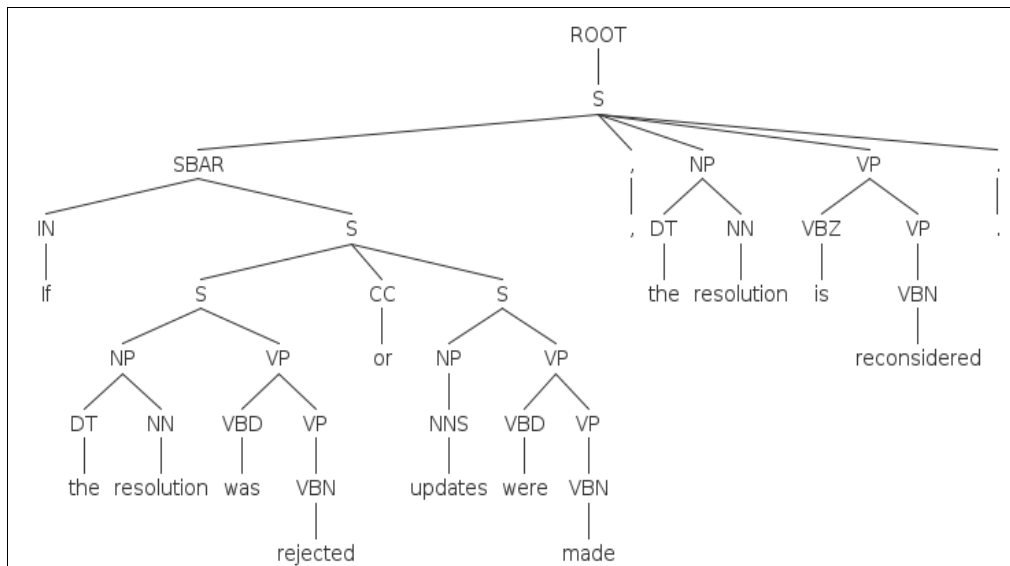 ROOT
S
SBAR , NP VP .
IN S , DT NN VBZ VP .
If S CC S the resolution is VBN
NP VP or NP VP reconsidered
DT NN VBD VP NNS VBD VP
the resolution was VBN updates were VBN
rejected made